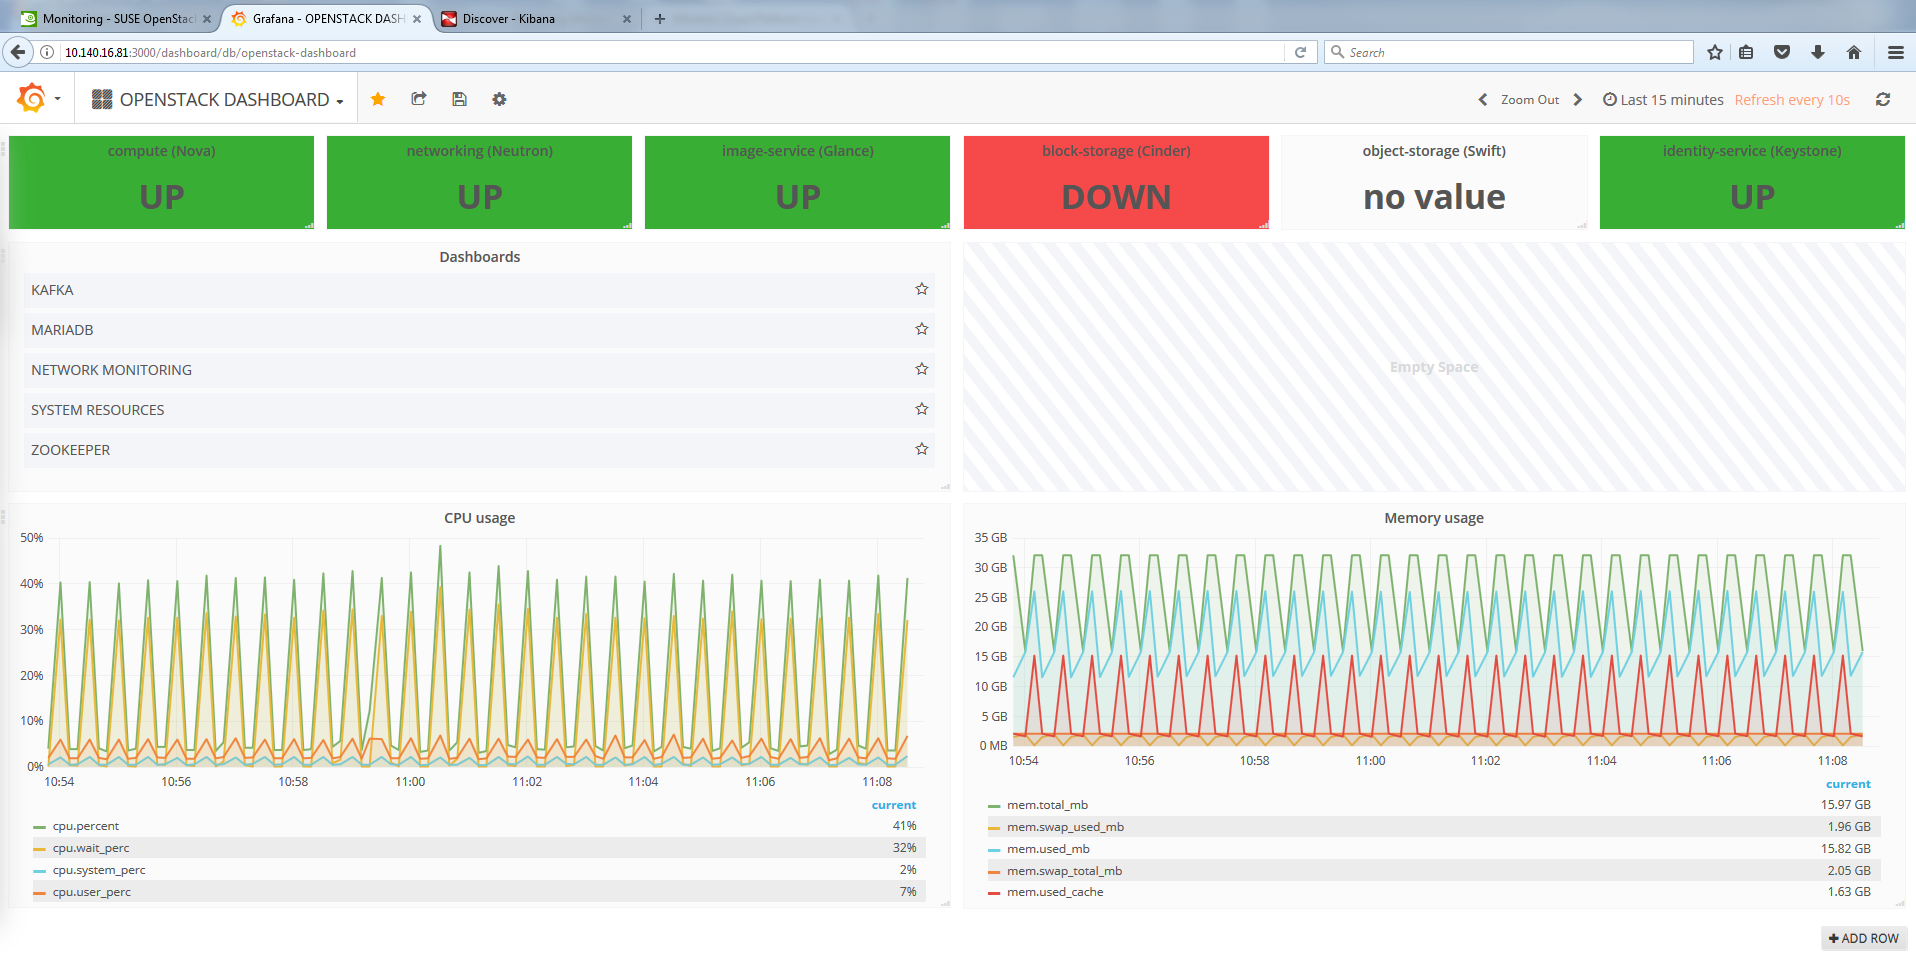 Monitoring - SUSE OpenStac
Grafana - OPENSTACK DASH
Discover - Kibana
10.140.16.81:3000/dashboard/db/openstack-dashboard
Search
OPENSTACK DASHBOARD
Zoom Out
Last 15 minutes
Refresh every 10s
compute (Nova)
UP
networking (Neutron)
UP
image-service (Glance)
UP
block-storage (Cinder)
DOWN
object-storage (Swift)
no value
identity-service (Keystone)
UP
Dashboards
KAFKA
MARIADB
NETWORK MONITORING
SYSTEM RESOURCES
ZOOKEEPER
Empty Space
CPU usage
50%
40%
30%
20%
10%
0%
10:54 10:56 10:58 11:00 11:02 11:04 11:06 11:08
current
cpu.percent 41%
cpu.wait_perc 32%
cpu.system_perc 2%
cpu.user_perc 7%
Memory usage
35 GB
30 GB
25 GB
20 GB
15 GB
10 GB
5 GB
0 MB
10:54 10:56 10:58 11:00 11:02 11:04 11:06 11:08
current
mem.total_mb 15.97 GB
mem.swap_used_mb 1.96 GB
mem.used_mb 15.82 GB
mem.swap_total_mb 2.05 GB
mem.used_cache 1.63 GB
+ ADD ROW